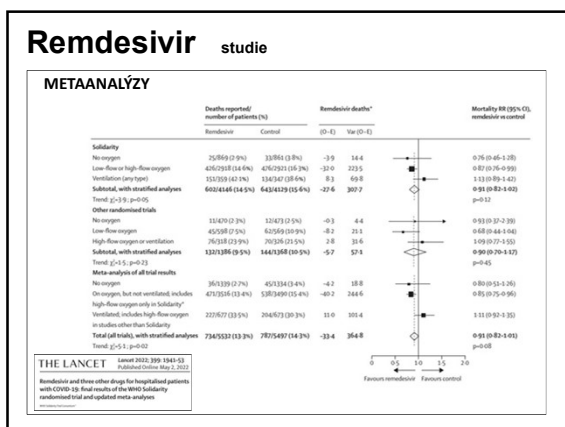 Remdesivir studie
METAANALÝZY
Deaths reported/ number of patients (%) Remdesivir deaths* Mortality RR (95% CI), remdesivir vs control
Remdesivir Control (O–E) Var (O–E)
Solidarity
No oxygen 25/869 (2·9%) 33/861 (3·8%) –3·9 14·4 0·76 (0·46–1·28)
Low-flow or high-flow oxygen 426/2918 (14·6%) 476/2921 (16·3%) –32·0 223·5 0·87 (0·76–0·99)
Ventilation (any type) 151/359 (42·1%) 134/347 (38·6%) 8·3 69·8 1·13 (0·89–1·42)
Subtotal, with stratified analyses 602/4146 (14·5%) 643/4129 (15·6%) –27·6 307·7 0·91 (0·82–1·02)
Trend: χ²=3·9; p=0·05 p=0·12
Other randomised trials
No oxygen 11/470 (2·3%) 12/473 (2·5%) –0·3 4·4 0·93 (0·37–2·39)
Low-flow oxygen 45/598 (7·5%) 62/569 (10·9%) –8·2 21·1 0·68 (0·44–1·04)
High-flow oxygen or ventilation 76/318 (23·9%) 70/326 (21·5%) 2·8 31·6 1·09 (0·77–1·55)
Subtotal, with stratified analyses 132/1386 (9·5%) 144/1368 (10·5%) –5·7 57·1 0·90 (0·70–1·17)
Trend: χ²=1·5; p=0·23 p=0·45
Meta-analysis of all trial results
No oxygen 36/1339 (2·7%) 45/1334 (3·4%) –4·2 18·8 0·80 (0·51–1·26)
On oxygen, but not ventilated; includes 471/3516 (13·4%) 538/3490 (15·4%) –40·2 244·6 0·85 (0·75–0·96)
high-flow oxygen only in Solidarity*
Ventilated; includes high-flow oxygen 227/677 (33·5%) 204/673 (30·3%) 11·0 101·4 1·11 (0·92–1·35)
in studies other than Solidarity
Total (all trials), with stratified analyses 734/5532 (13·3%) 787/5497 (14·3%) –33·4 364·8 0·91 (0·82–1·01)
Trend: χ²=5·1; p=0·02 p=0·08
0 0·5 1·0 1·5 2·0
Favours remedesivir Favours control
THE LANCET Lancet 2022; 399: 1941–53
Published Online May 2, 2022
Remdesivir and three other drugs for hospitalised patients
with COVID-19: final results of the WHO Solidarity
randomised trial and updated meta-analyses